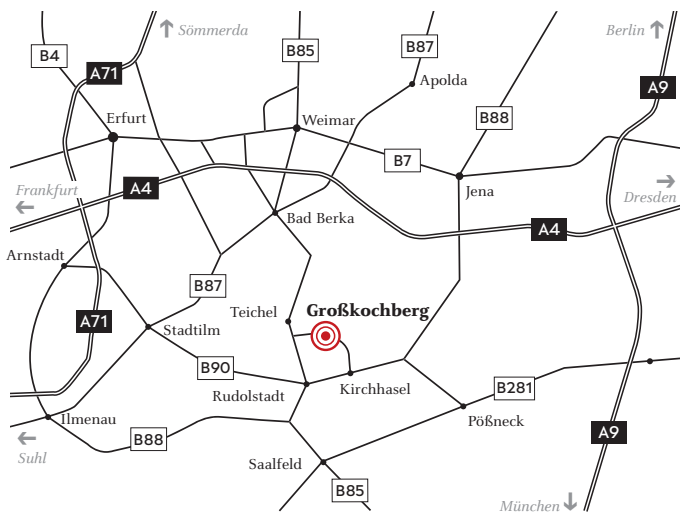 Sömmerda
Berlin
B4
B85
B87
A71
Apolda
A9
Erfurt
Weimar
B88
B7
Frankfurt
A4
Jena
Dresden
Bad Berka
A4
Arnstadt
B87
Teichel
Großkochberg
A71
Stadtilm
B90
Rudolstadt
Kirchhasel
B281
Ilmenau
Pößneck
B88
A9
Suhl
Saalfeld
B85
München